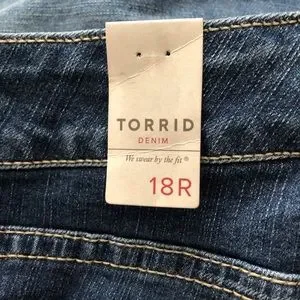 TORRID
DENIM
We swear by the fit ®
18R